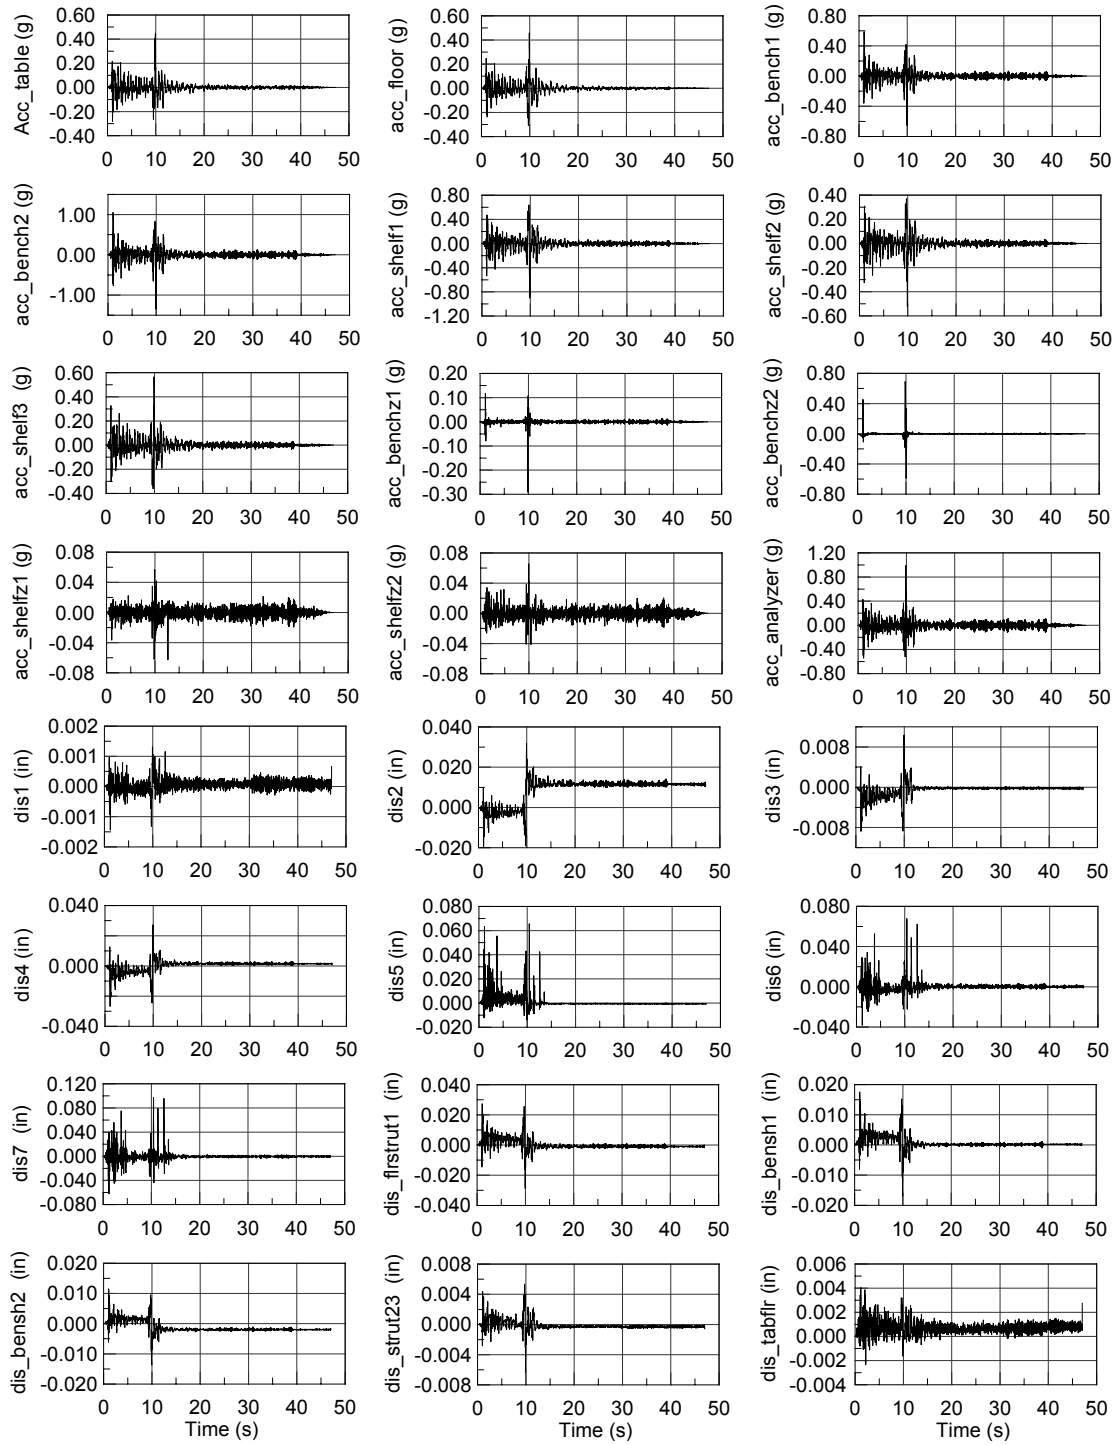 Acc_table (g)
0.60
0.40
0.20
0.00
-0.20
-0.40
0 10 20 30 40 50
acc_floor (g)
0.60
0.40
0.20
0.00
-0.20
-0.40
0 10 20 30 40 50
acc_bench1 (g)
0.80
0.40
0.00
-0.40
-0.80
0 10 20 30 40 50
acc_bench2 (g)
1.00
0.00
-1.00
0 10 20 30 40 50
acc_shelf1 (g)
0.80
0.40
0.00
-0.40
-0.80
-1.20
0 10 20 30 40 50
acc_shelf2 (g)
0.40
0.20
0.00
-0.20
-0.40
-0.60
0 10 20 30 40 50
acc_shelf3 (g)
0.60
0.40
0.20
0.00
-0.20
-0.40
0 10 20 30 40 50
acc_benchz1 (g)
0.20
0.10
0.00
-0.10
-0.20
-0.30
0 10 20 30 40 50
acc_benchz2 (g)
0.80
0.40
0.00
-0.40
-0.80
0 10 20 30 40 50
acc_shelfz1 (g)
0.08
0.04
0.00
-0.04
-0.08
0 10 20 30 40 50
acc_shelfz2 (g)
0.08
0.04
0.00
-0.04
-0.08
0 10 20 30 40 50
acc_analyzer (g)
1.20
0.80
0.40
0.00
-0.40
-0.80
0 10 20 30 40 50
dis1 (in)
0.002
0.001
0.000
-0.001
-0.002
0 10 20 30 40 50
dis2 (in)
0.040
0.020
0.000
-0.020
0 10 20 30 40 50
dis3 (in)
0.008
0.000
-0.008
0 10 20 30 40 50
dis4 (in)
0.040
0.000
-0.040
0 10 20 30 40 50
dis5 (in)
0.080
0.060
0.040
0.020
0.000
-0.020
0 10 20 30 40 50
dis6 (in)
0.080
0.040
0.000
-0.040
0 10 20 30 40 50
dis7 (in)
0.120
0.080
0.040
0.000
-0.040
-0.080
0 10 20 30 40 50
dis_flrstrut1 (in)
0.040
0.020
0.000
-0.020
-0.040
0 10 20 30 40 50
dis_bensh1 (in)
0.020
0.010
0.000
-0.010
-0.020
0 10 20 30 40 50
dis_bensh2 (in)
0.020
0.010
0.000
-0.010
-0.020
0 10 20 30 40 50
Time (s)
dis_strut23 (in)
0.008
0.004
0.000
-0.004
-0.008
0 10 20 30 40 50
Time (s)
dis_tabflr (in)
0.006
0.004
0.002
0.000
-0.002
-0.004
0 10 20 30 40 50
Time (s)